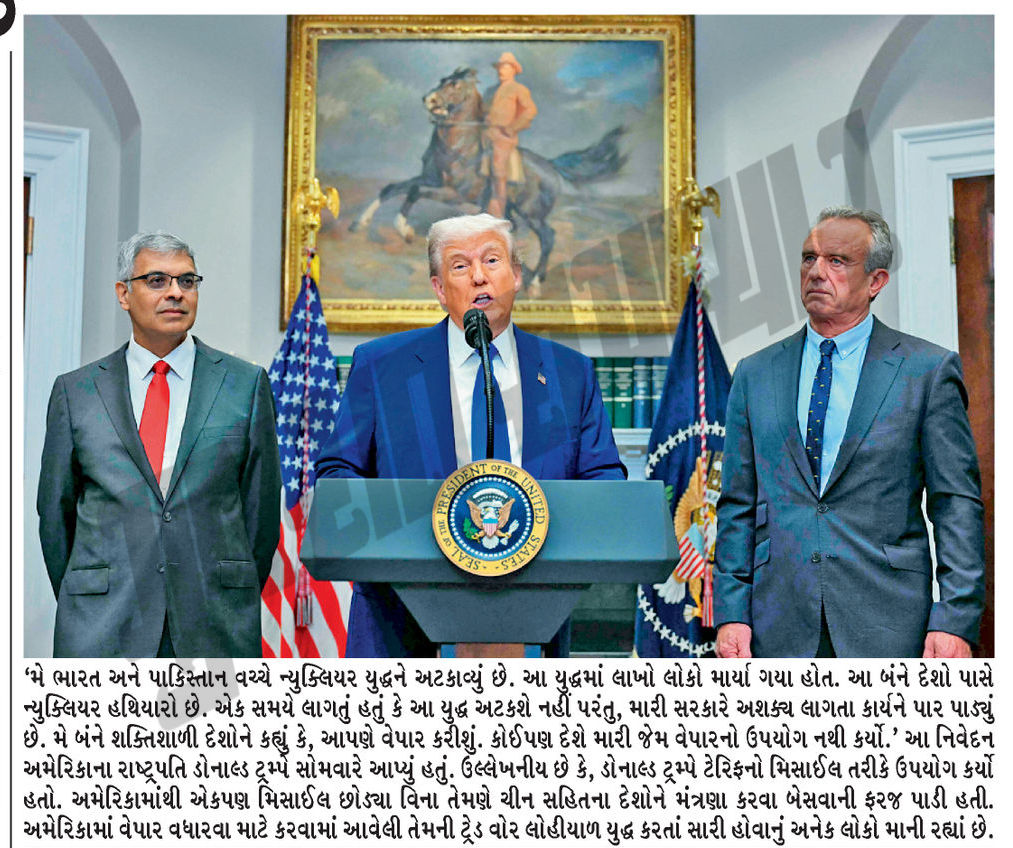 SEAL OF THE PRESIDENT OF THE UNITED STATES
‘મે ભારત અને પાકિસ્તાન વચ્ચે ન્યુક્લિયર યુદ્ધને અટકાવ્યું છે. આ યુદ્ધમાં લાખો લોકો માર્યા ગયા હોત. આ બંને દેશો પાસે
ન્યુક્લિયર હથિયારો છે. એક સમયે લાગતું હતું કે આ યુદ્ધ અટકશે નહીં પરંતુ, મારી સરકારે અશક્ય લાગતા કાર્યને પાર પાડ્યું
છે. મે બંને શક્તિશાળી દેશોને કહ્યું કે, આપણે વેપાર કરીશું. કોઈપણ દેશે મારી જેમ વેપારનો ઉપયોગ નથી કર્યો.’ આ નિવેદન
અમેરિકાના રાષ્ટ્રપતિ ડોનાલ્ડ ટ્રમ્પે સોમવારે આપ્યું હતું. ઉલ્લેખનીય છે કે, ડોનાલ્ડ ટ્રમ્પે ટેરિફનો મિસાઈલ તરીકે ઉપયોગ કર્યો
હતો. અમેરિકામાંથી એકપણ મિસાઈલ છોડ્યા વિના તેમણે ચીન સહિતના દેશોને મંત્રણા કરવા બેસવાની ફરજ પાડી હતી.
અમેરિકામાં વેપાર વધારવા માટે કરવામાં આવેલી તેમની ટ્રેડ વોર લોહીયાળ યુદ્ધ કરતાં સારી હોવાનું અનેક લોકો માની રહ્યાં છે.